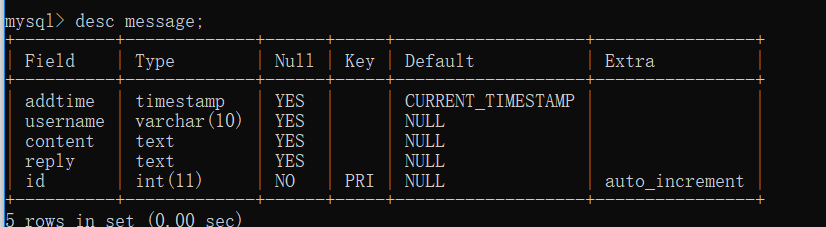 mysql> desc message;
+----------+-------------+------+-----+-------------------+----------------+
| Field    | Type        | Null | Key | Default           | Extra          |
+----------+-------------+------+-----+-------------------+----------------+
| addtime  | timestamp   | YES  |     | CURRENT_TIMESTAMP |                |
| username | varchar(10) | YES  |     | NULL              |                |
| content  | text        | YES  |     | NULL              |                |
| reply    | text        | YES  |     | NULL              |                |
| id       | int(11)     | NO   | PRI | NULL              | auto_increment |
+----------+-------------+------+-----+-------------------+----------------+
5 rows in set (0.00 sec)